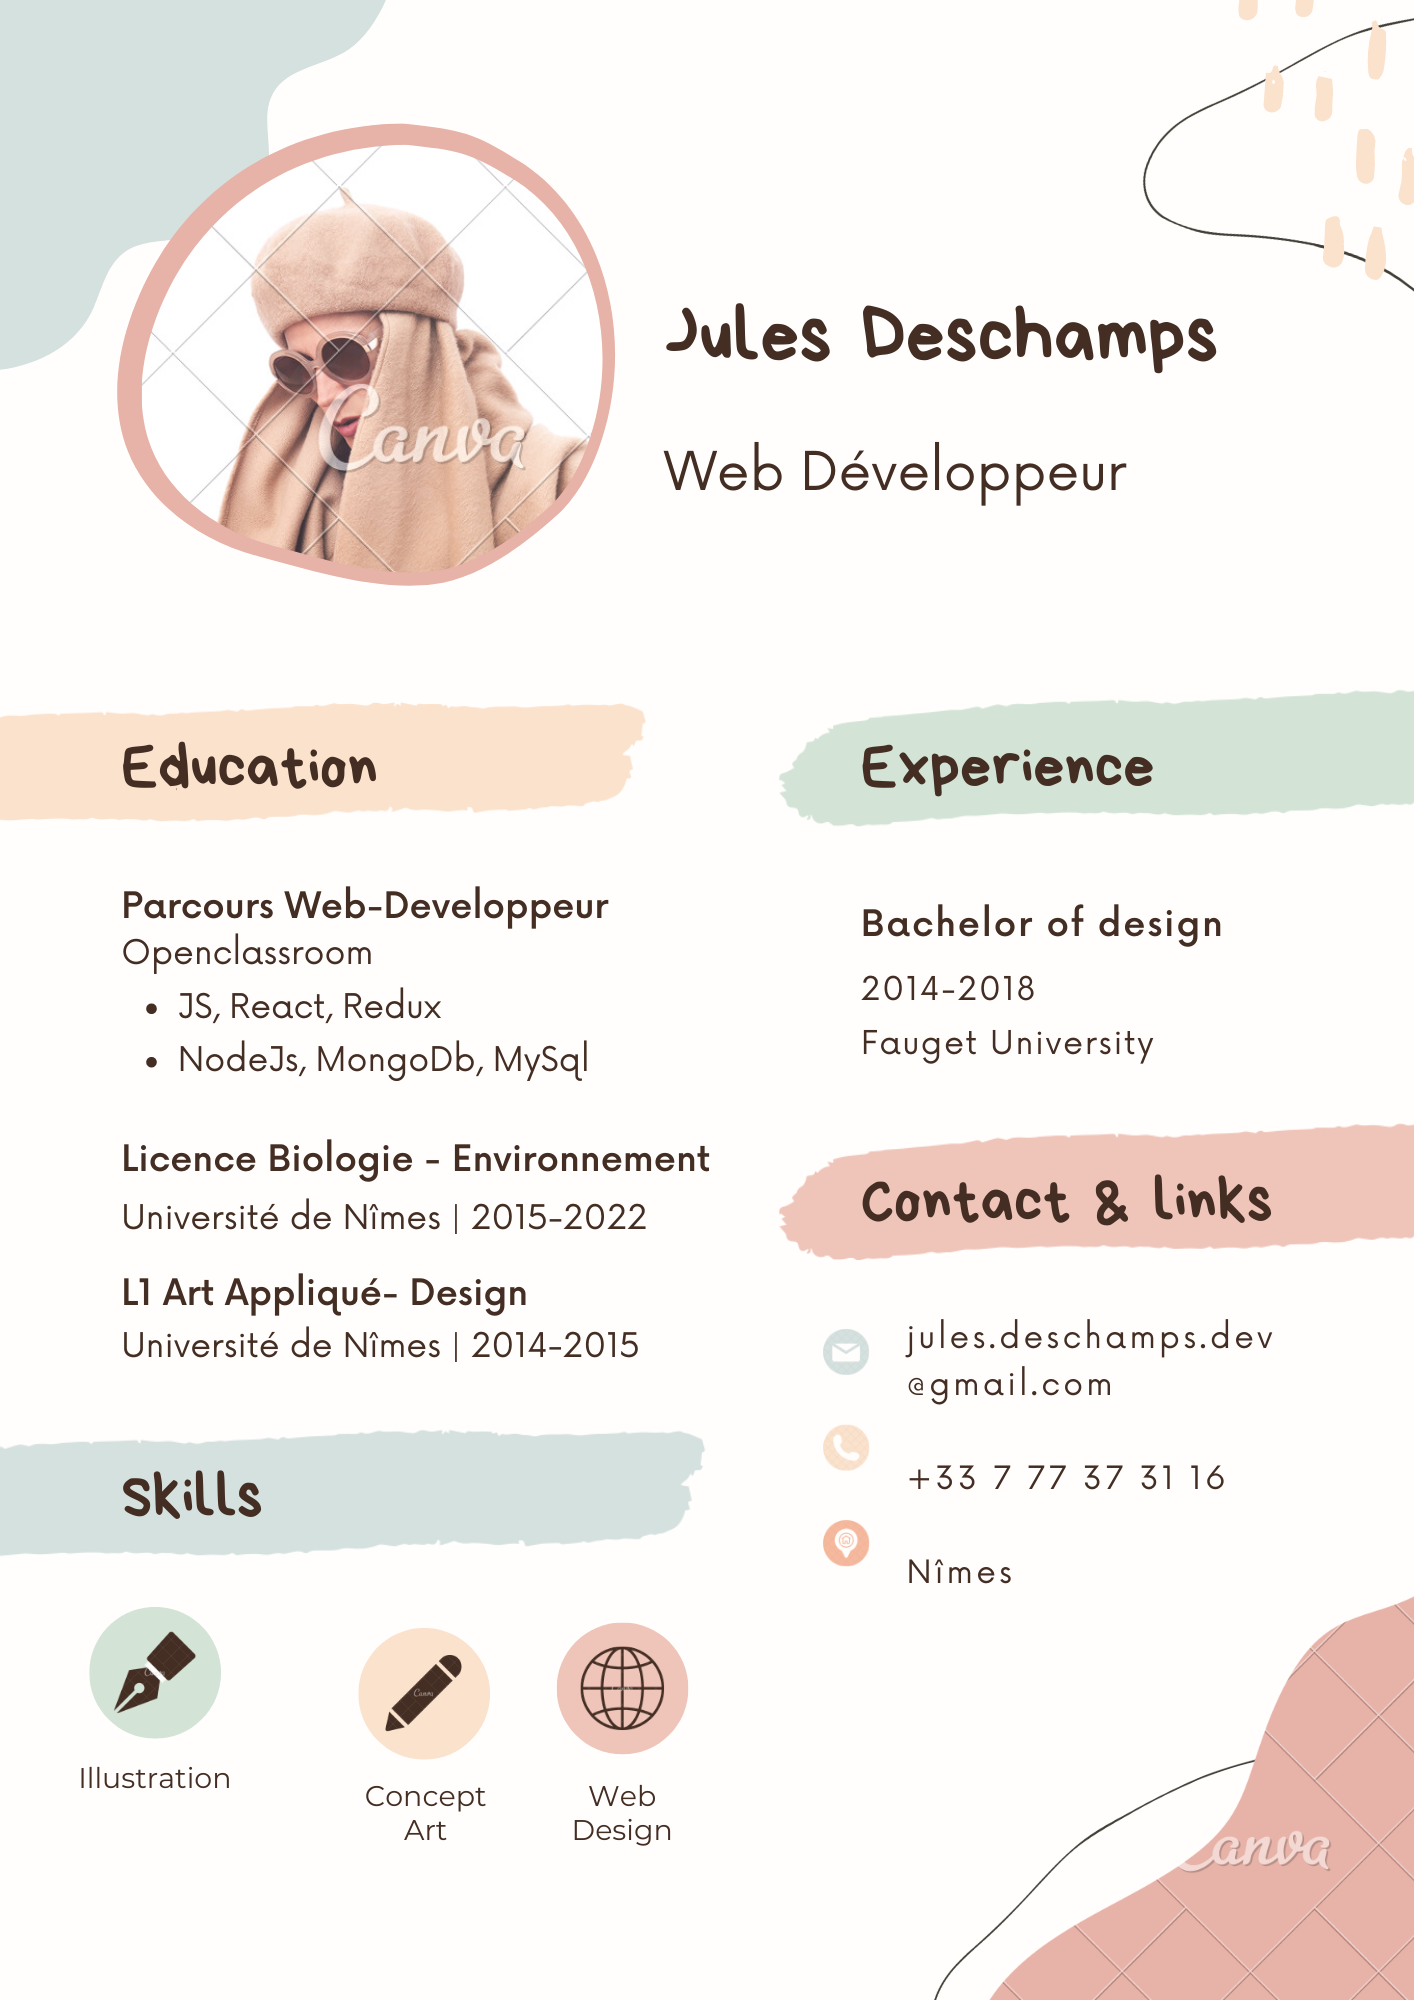 Canva
Jules Deschamps
Web Développeur
Education
Parcours Web-Developpeur
Openclassroom
• JS, React, Redux
• NodeJs, MongoDb, MySql
Licence Biologie - Environnement
Université de Nîmes | 2015-2022
L1 Art Appliqué- Design
Université de Nîmes | 2014-2015
Skills
Illustration
Concept
Art
Web
Design
Experience
Bachelor of design
2014-2018
Fauget University
Contact & links
jules.deschamps.dev
@gmail.com
+33 7 77 37 31 16
Nîmes
Canva